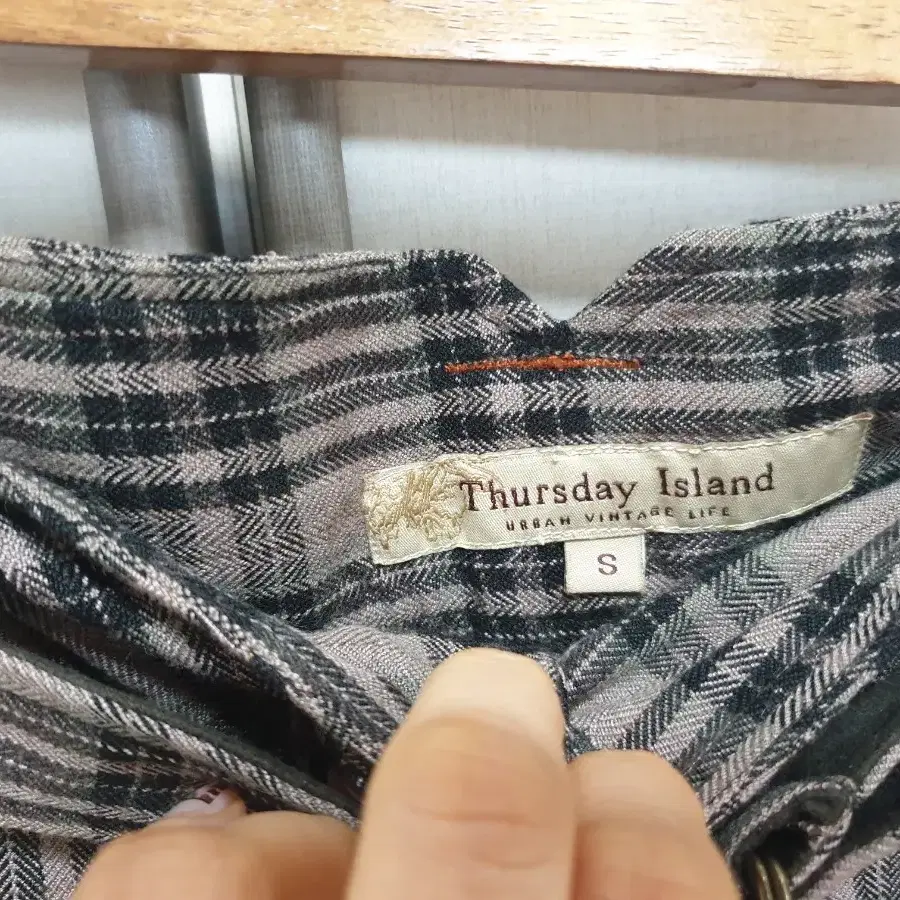 Thursday Island
URBAN VINTAGE LIFE
S